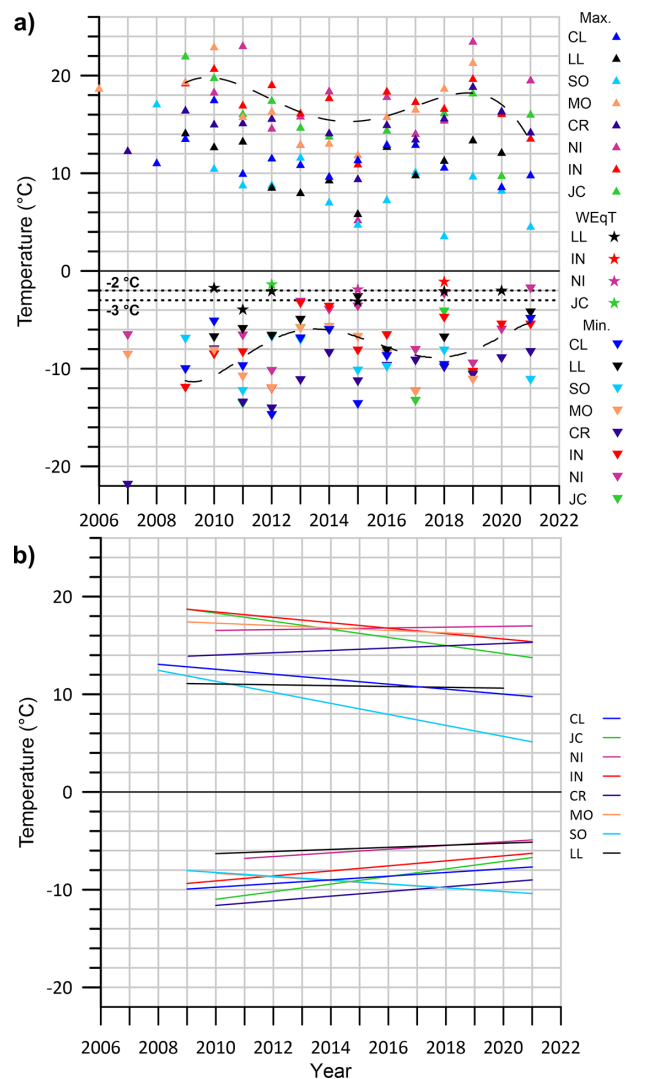 a)
Temperature (°C)
20
10
0
-10
-20
-2 °C
-3 °C
2006 2008 2010 2012 2014 2016 2018 2020 2022
Max.
CL
LL
SO
MO
CR
NI
IN
JC
WEqT
LL
IN
NI
JC
Min.
CL
LL
SO
MO
CR
IN
NI
JC
b)
Temperature (°C)
20
10
0
-10
-20
2006 2008 2010 2012 2014 2016 2018 2020 2022
Year
CL
JC
NI
IN
CR
MO
SO
LL